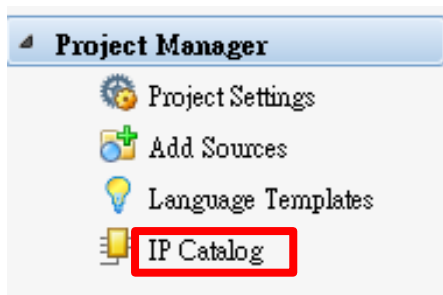 Project Manager
Project Settings
Add Sources
Language Templates
IP Catalog